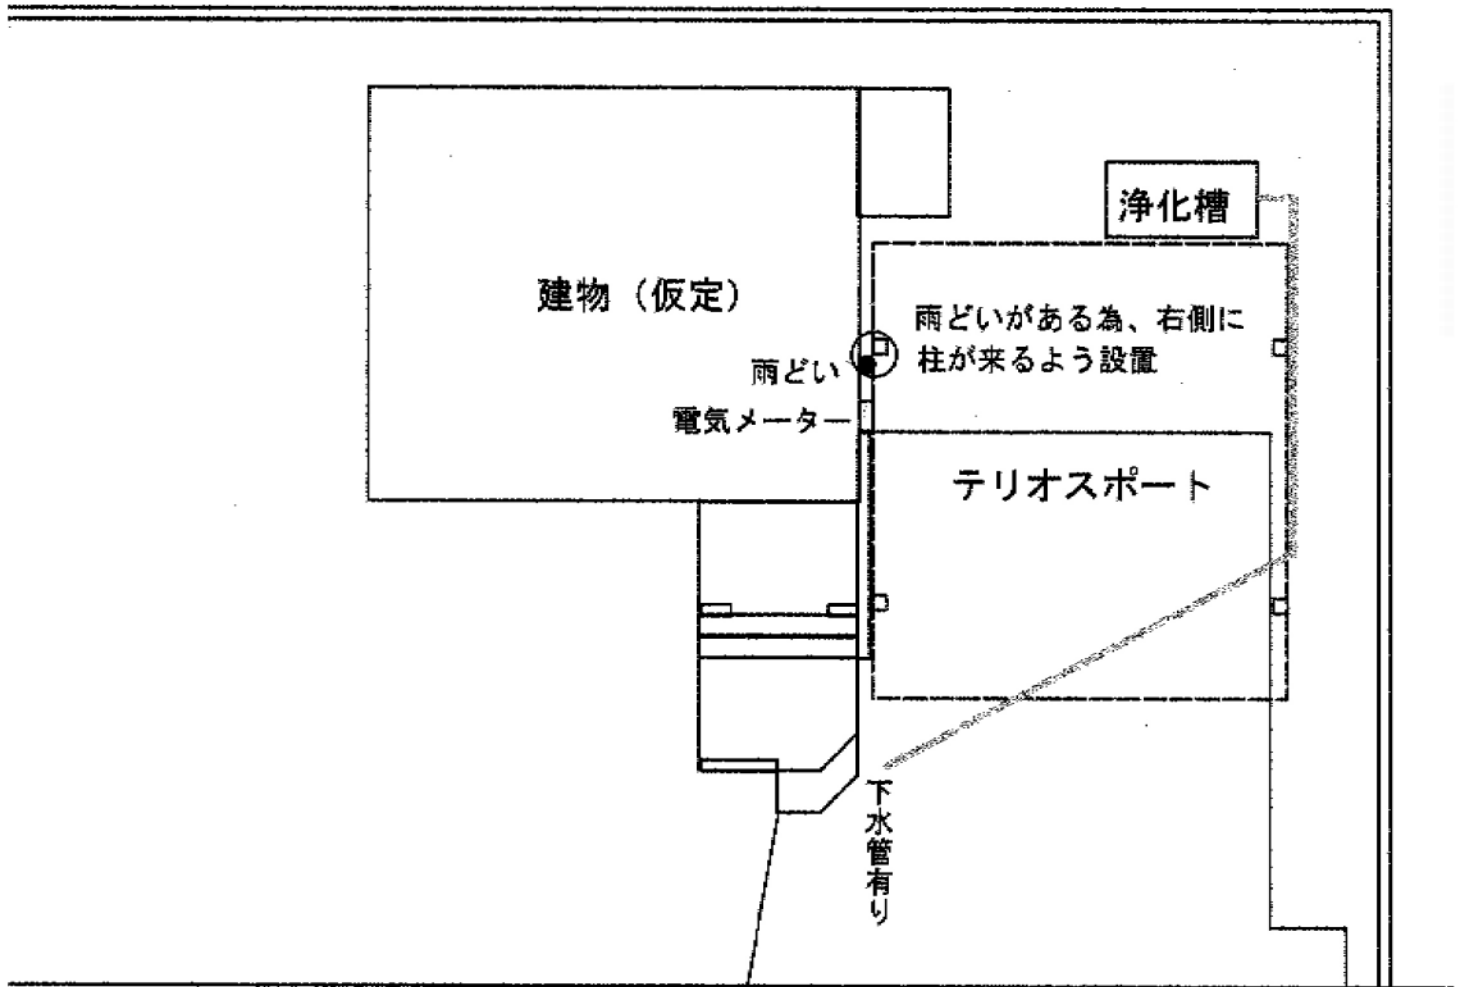 浄化槽
建物（仮定）
雨どいがある為、右側に
柱が来るよう設置
雨どい
電気メーター
テリオスポート
下水管有り